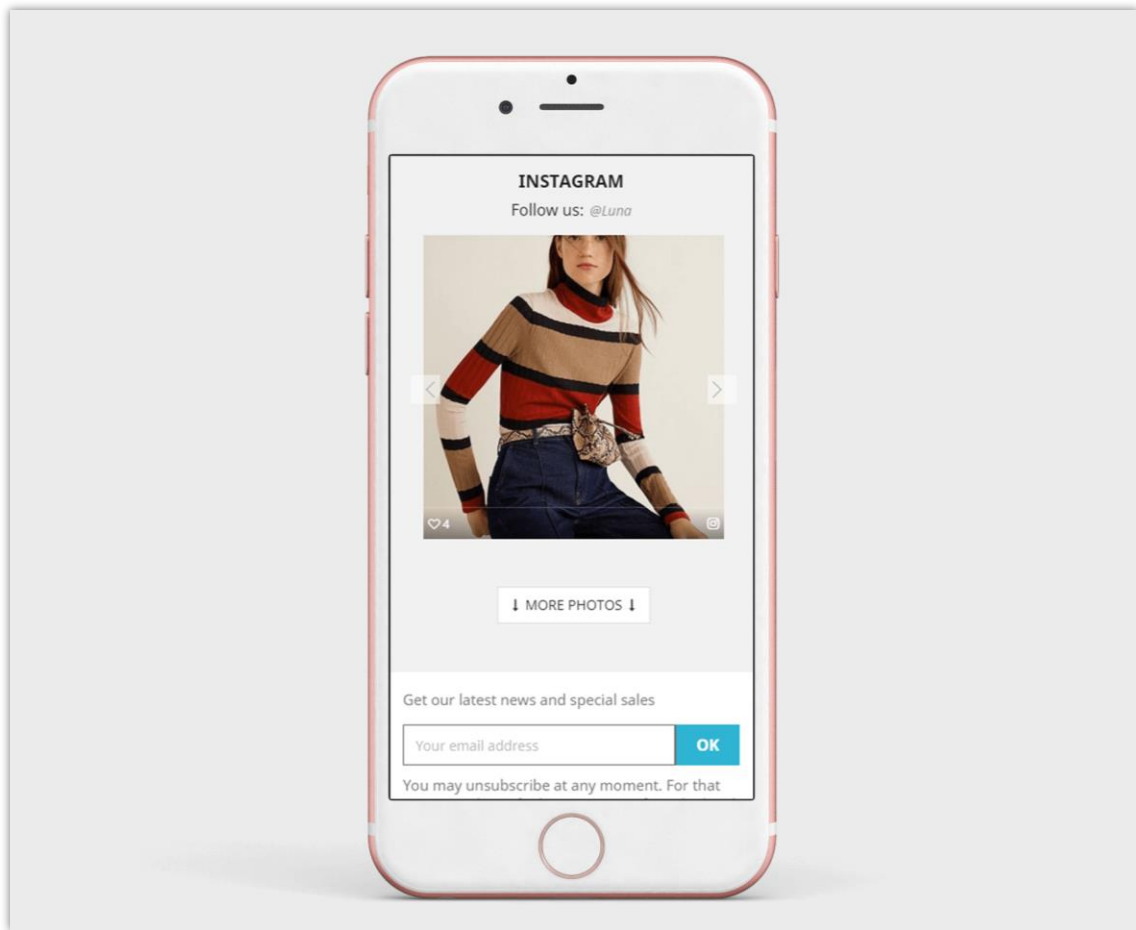 INSTAGRAM
Follow us: @Luna
4
↓ MORE PHOTOS ↓
Get our latest news and special sales
Your email address
OK
You may unsubscribe at any moment. For that